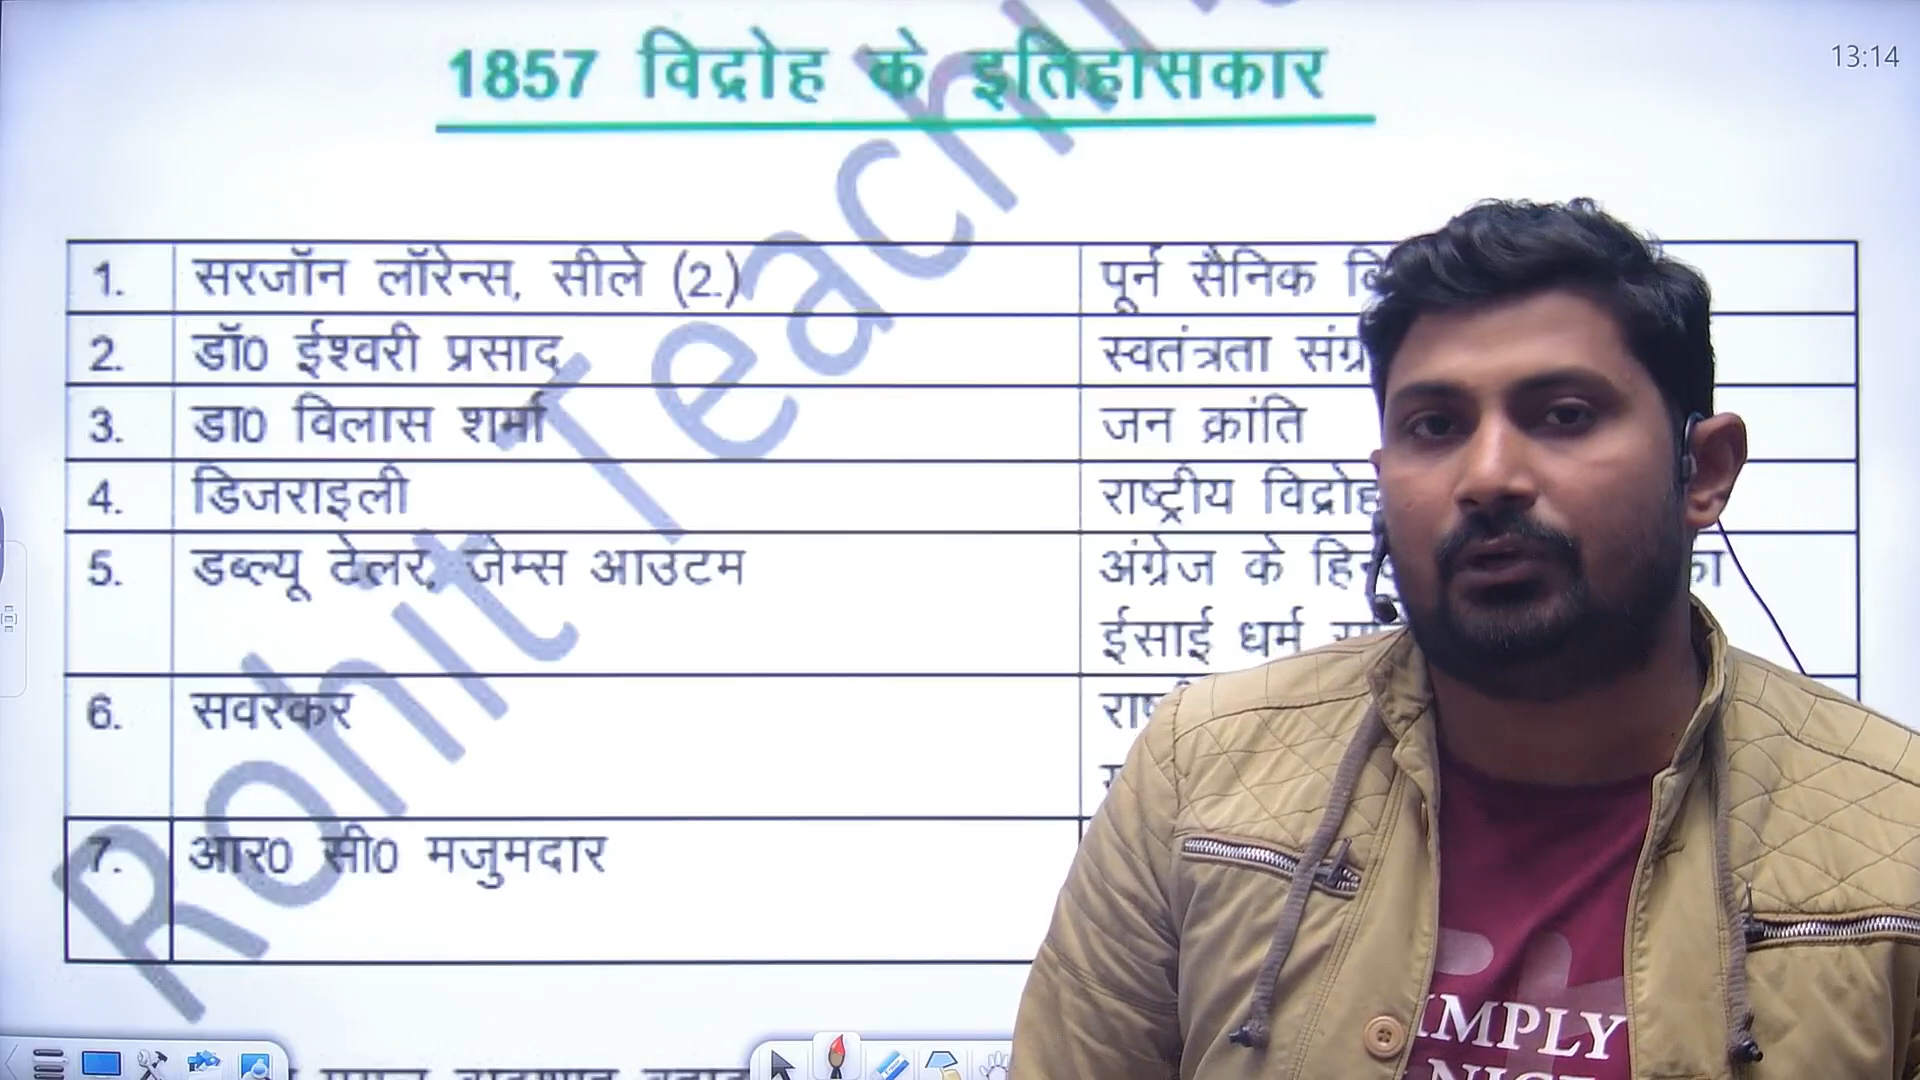 1857 विद्रोह के इतिहासकार
13:14
1. सरजॉन लॉरेन्स, सीले (2.) पूर्न सैनिक
2. डॉ0 ईश्वरी प्रसाद स्वतंत्रता
3. डा0 विलास शर्मा जन क्रांति
4. डिजराइली राष्ट्रीय विद्रोह
5. डब्ल्यू टेलर, जेम्स आउटम अंग्रेज के
ईसाई धर्म
6. सवरकर
7. आर0 सी0 मजुमदार
Rohit
IMPLY